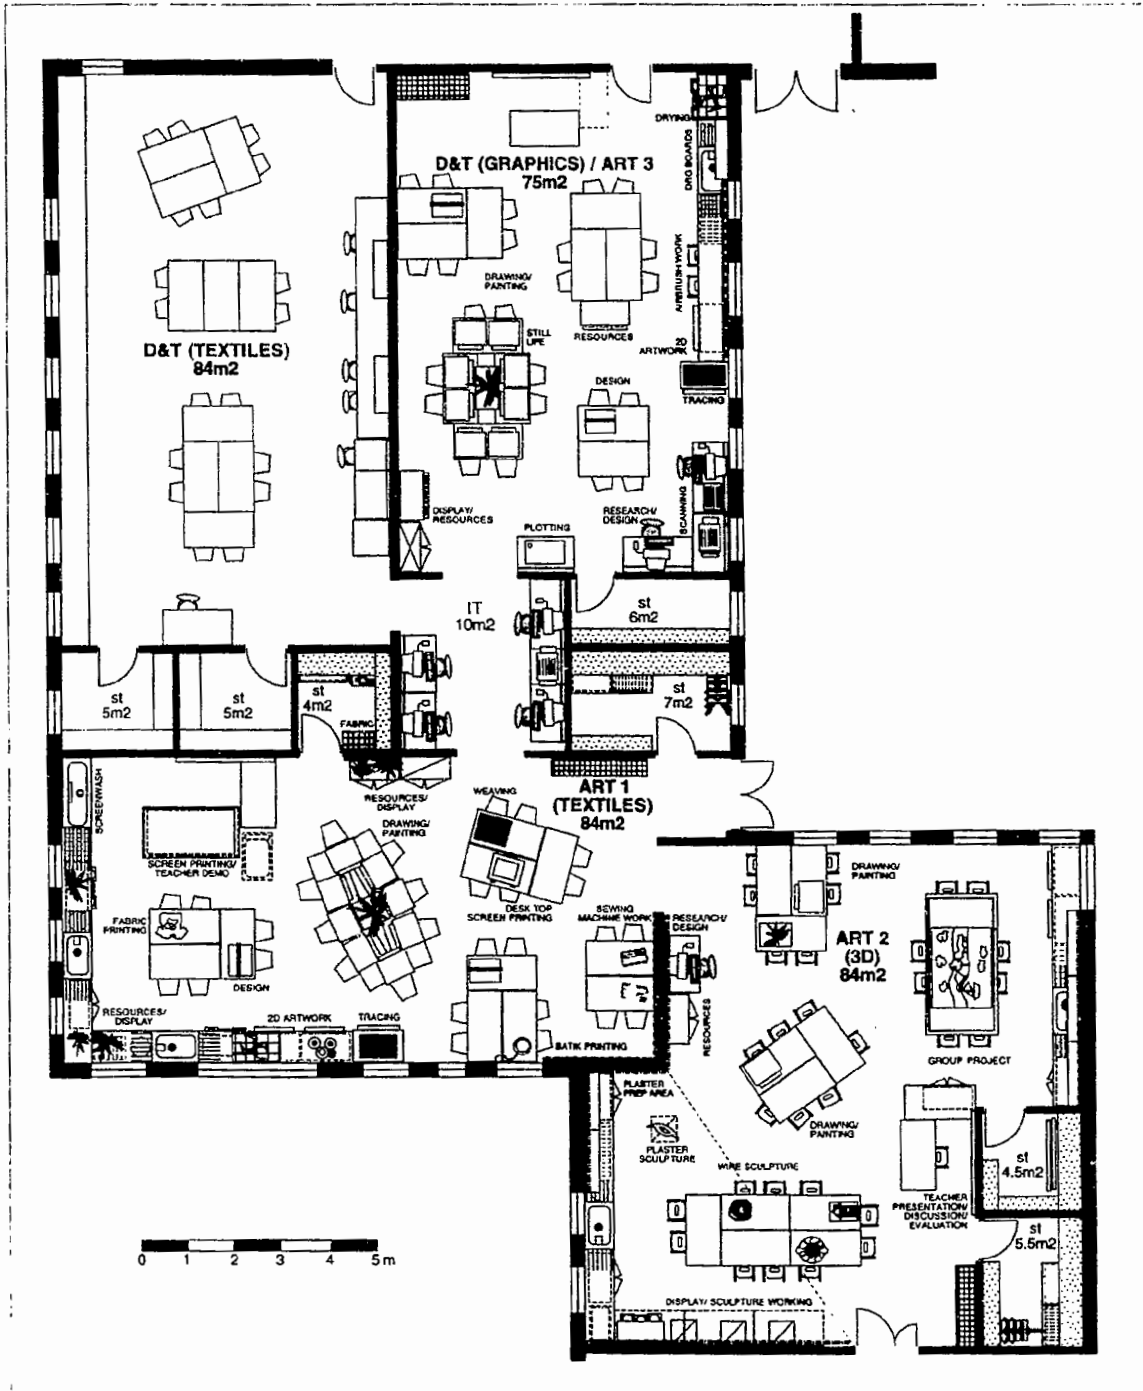 DRYING
DRG BOARDS
D&T (GRAPHICS) / ART 3
75m2
AIRBRUSH WORK
DRAWING/
PAINTING
STILL
LIFE
RESOURCES
2D
ARTWORK
D&T (TEXTILES)
84m2
DESIGN
TRACING
DISPLAY/
RESOURCES
RESEARCH/
DESIGN
SCANNING
PLOTTING
IT
10m2
st
6m2
st
5m2
st
5m2
st
4m2
FABRIC
st
7m2
SCREENWASH
RESOURCES/
DISPLAY
WEAVING
ART 1
(TEXTILES)
84m2
DRAWING/
PAINTING
SCREEN PRINTING/
TEACHER DEMO
FABRIC
PRINTING
DESIGN
DESK TOP
SCREEN PRINTING
SEWING
MACHINE WORK
RESEARCH/
DESIGN
DRAWING/
PAINTING
ART 2
(3D)
84m2
RESOURCES/
DISPLAY
2D ARTWORK
TRACING
BATIK PRINTING
RESOURCES
GROUP PROJECT
PLASTER
PREP AREA
PLASTER
SCULPTURE
DRAWING/
PAINTING
WIRE SCULPTURE
st
4.5m2
TEACHER
PRESENTATION/
DISCUSSION/
EVALUATION
st
5.5m2
DISPLAY/ SCULPTURE WORKING
0 1 2 3 4 5 m